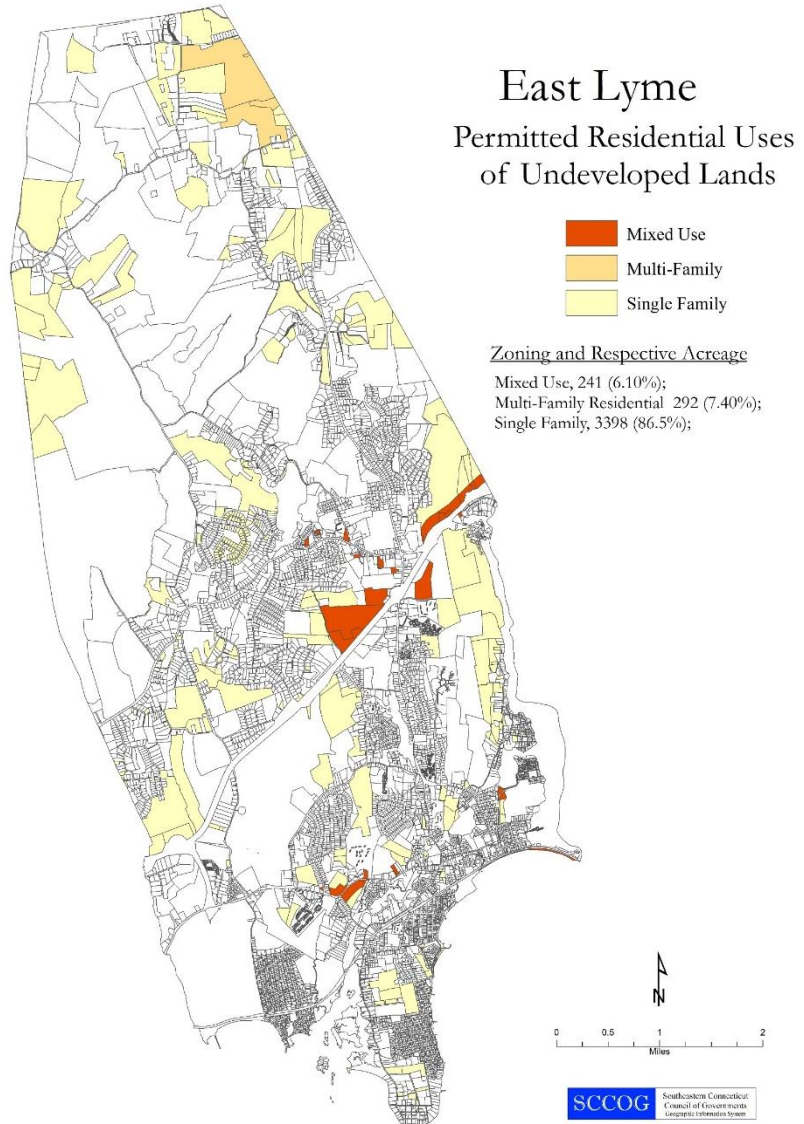 East Lyme
Permitted Residential Uses
of Undeveloped Lands
Mixed Use
Multi-Family
Single Family
Zoning and Respective Acreage
Mixed Use, 241 (6.10%);
Multi-Family Residential 292 (7.40%);
Single Family, 3398 (86.5%);
N
0 0.5 1 2
Miles
SCCOG
Southeastern Connecticut
Council of Governments
Geographic Information System